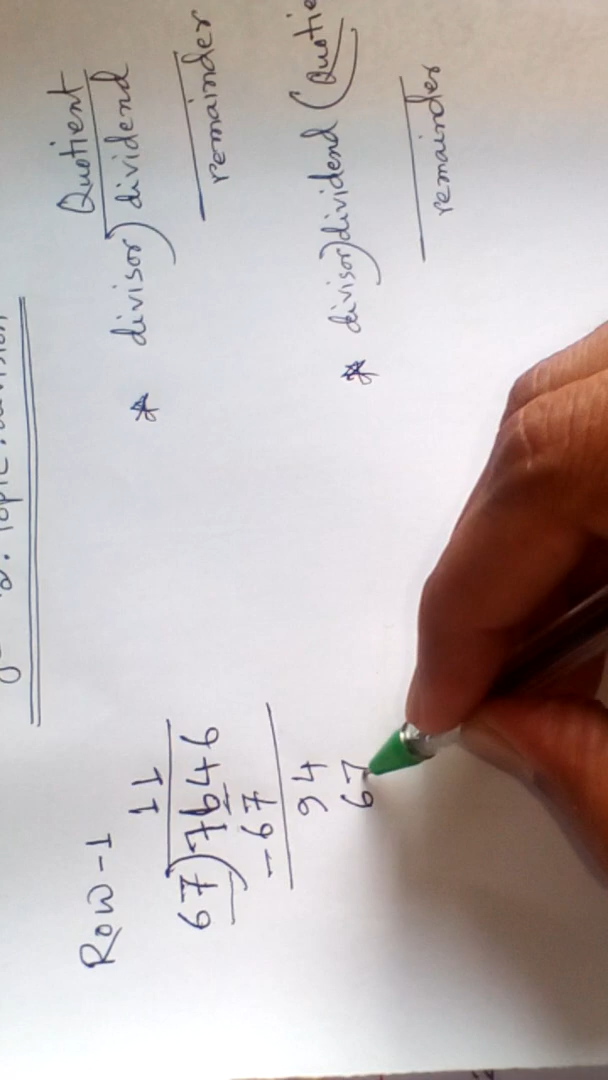 Topic: division
* divisor) dividend
Quotient
remainder
* divisor) dividend (Quotie
remainder
Row-1
11
67) 7646
-67
94
67